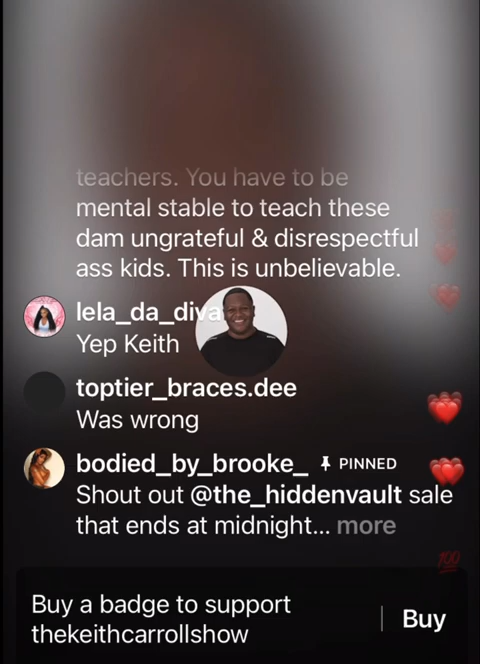 teachers. You have to be
mental stable to teach these
dam ungrateful & disrespectful
ass kids. This is unbelievable.
lela_da_diva
Yep Keith
toptier_braces.dee
Was wrong
bodied_by_brooke_ PINNED
Shout out @the_hiddenvault sale
that ends at midnight... more
100
Buy a badge to support
thekeithcarrollshow
Buy